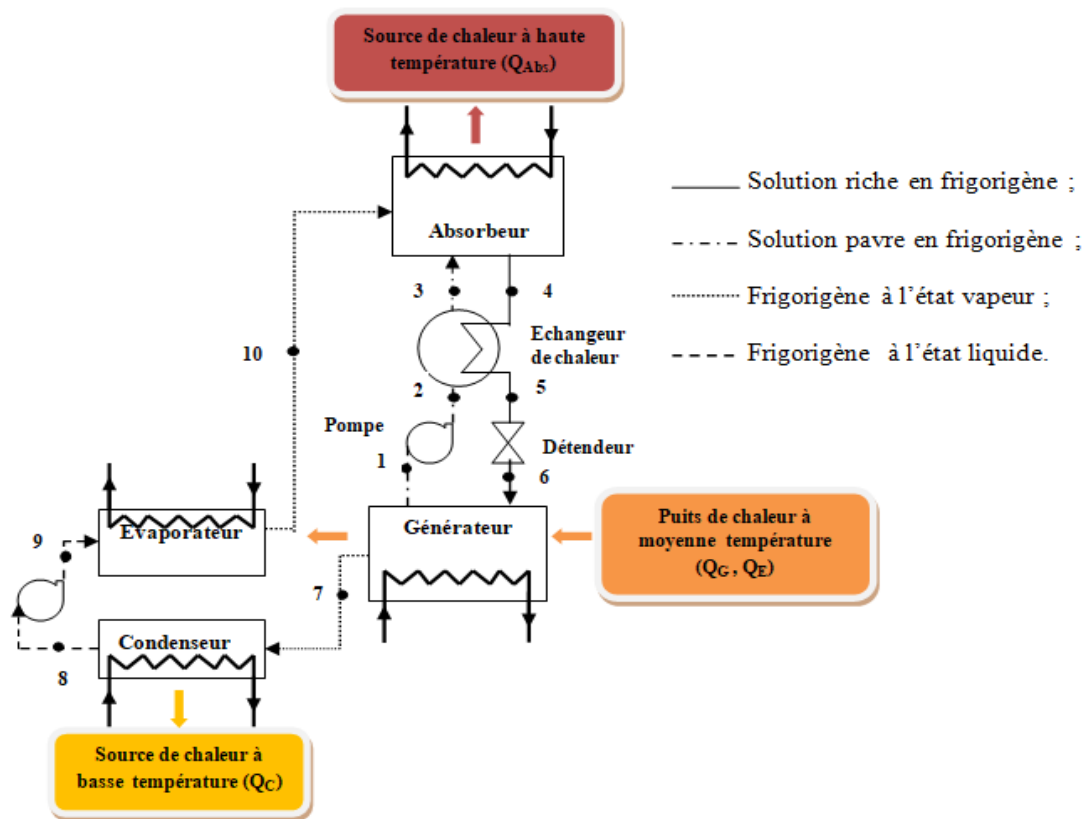 Source de chaleur à haute
température (QAbs)
Absorbeur
Solution riche en frigorigène ;
Solution pavre en frigorigène ;
Frigorigène à l'état vapeur ;
Frigorigène à l'état liquide.
3
4
10
Echangeur
de chaleur
2
5
Pompe
Détendeur
1
6
Générateur
Puits de chaleur à
moyenne température
(QG , QE)
9
Evaporateur
7
Condenseur
8
Source de chaleur à
basse température (QC)